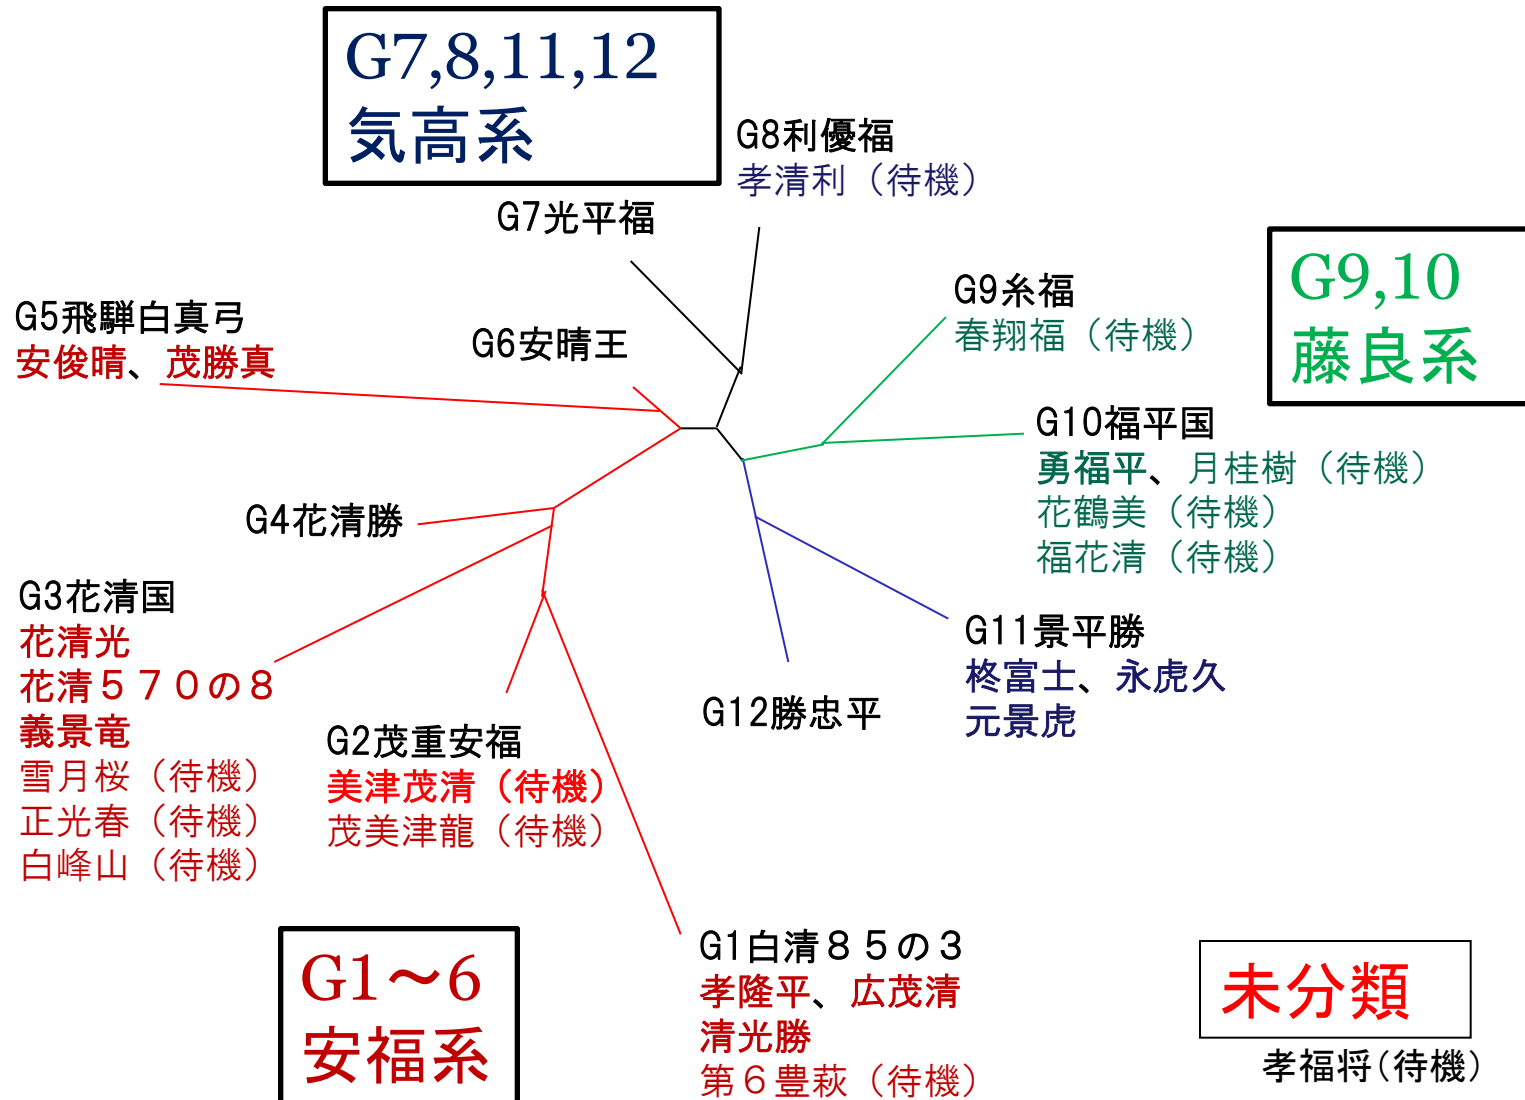 G7,8,11,12
気高系
G8利優福
孝清利（待機）
G7光平福
G9,10
藤良系
G9糸福
春翔福（待機）
G5飛騨白真弓
安俊晴、茂勝真
G6安晴王
G10福平国
勇福平、月桂樹（待機）
花鶴美（待機）
福花清（待機）
G4花清勝
G3花清国
花清光
花清５７０の８
義景竜
雪月桜（待機）
正光春（待機）
白峰山（待機）
G11景平勝
柊富士、永虎久
元景虎
G12勝忠平
G2茂重安福
美津茂清（待機）
茂美津龍（待機）
G1～6
安福系
G1白清８５の３
孝隆平、広茂清
清光勝
第６豊萩（待機）
未分類
孝福将(待機)